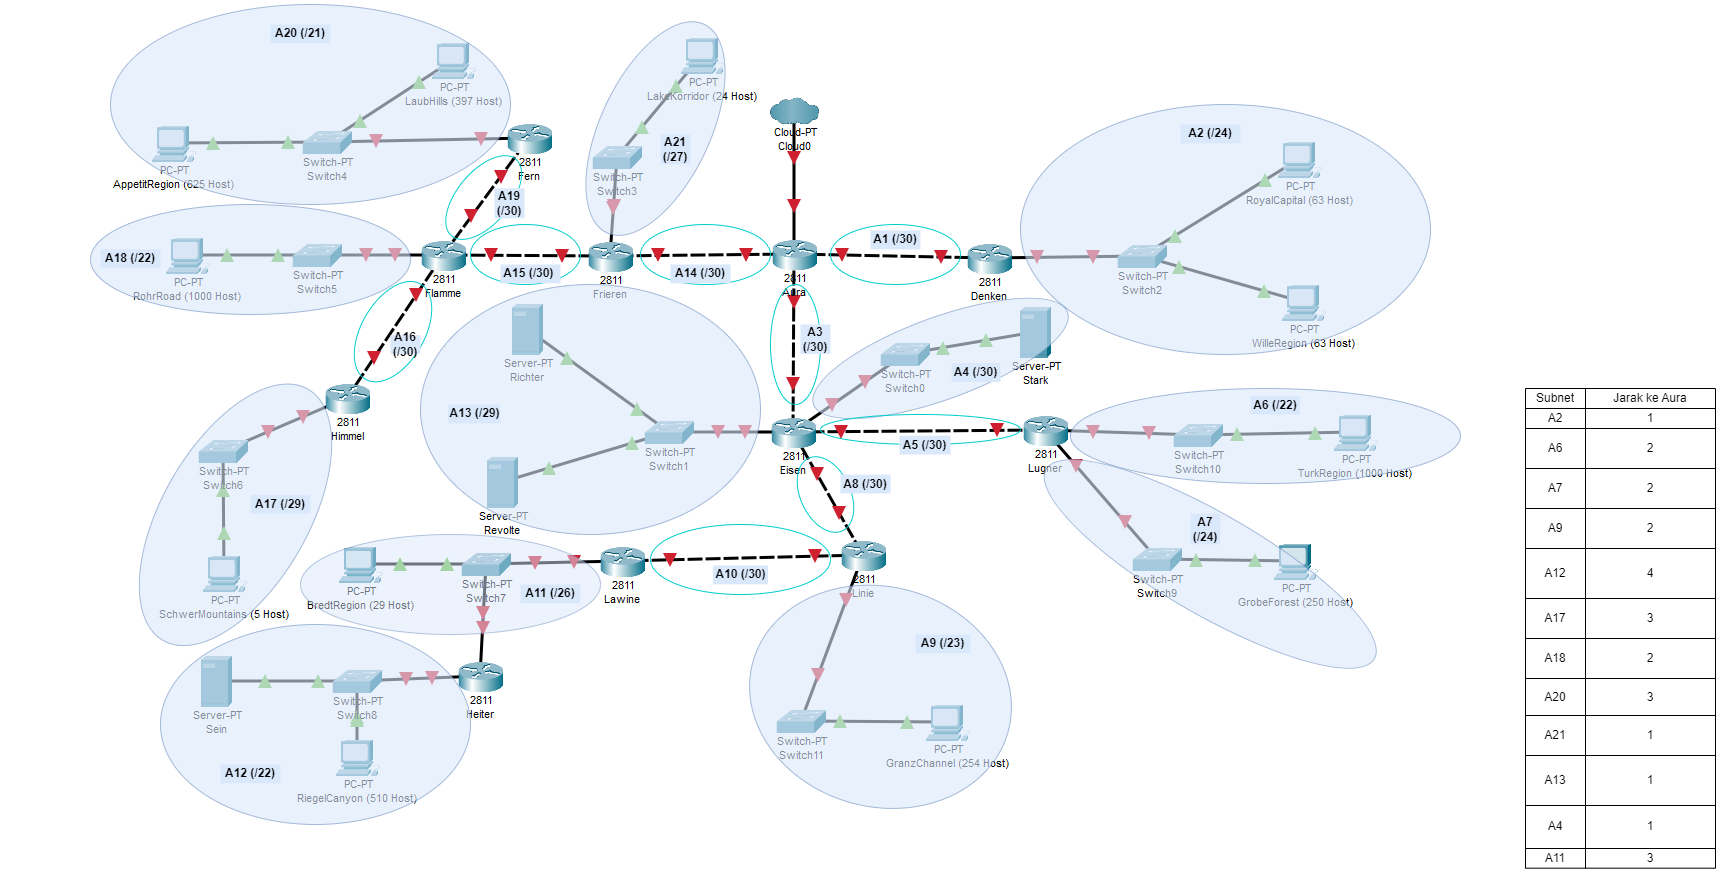 A20 (/21)
PC-PT
LaubHills (397 Host)
PC-PT
AppetitRegion (625 Host)
Switch-PT
Switch4
2811
Fern
A19
(/30)
A18 (/22)
PC-PT
RohrRoad (1000 Host)
Switch-PT
Switch5
2811
Flamme
A15 (/30)
2811
Frieren
PC-PT
LakeKorridor (24 Host)
A21
(/27)
Switch-PT
Switch3
A14 (/30)
Cloud-PT
Cloud0
2811
Aura
A1 (/30)
2811
Denken
A2 (/24)
PC-PT
RoyalCapital (63 Host)
Switch-PT
Switch2
PC-PT
WilleRegion (63 Host)
A16
(/30)
2811
Himmel
Switch-PT
Switch6
A17 (/29)
PC-PT
SchwerMountains (5 Host)
Server-PT
Richter
A13 (/29)
Switch-PT
Switch1
Server-PT
Revolte
A3
(/30)
Switch-PT
Switch0
A4 (/30)
Server-PT
Stark
2811
Eisen
A5 (/30)
2811
Lugner
A6 (/22)
Switch-PT
Switch10
PC-PT
TurkRegion (1000 Host)
A7
(/24)
Switch-PT
Switch9
PC-PT
GrobeForest (250 Host)
A8 (/30)
2811
Linie
A10 (/30)
2811
Lawine
A11 (/26)
Switch-PT
Switch7
PC-PT
BredtRegion (29 Host)
2811
Heiter
Server-PT
Sein
Switch-PT
Switch8
A12 (/22)
PC-PT
RiegelCanyon (510 Host)
A9 (/23)
Switch-PT
Switch11
PC-PT
GranzChannel (254 Host)
Subnet Jarak ke Aura
A2 1
A6 2
A7 2
A9 2
A12 4
A17 3
A18 2
A20 3
A21 1
A13 1
A4 1
A11 3